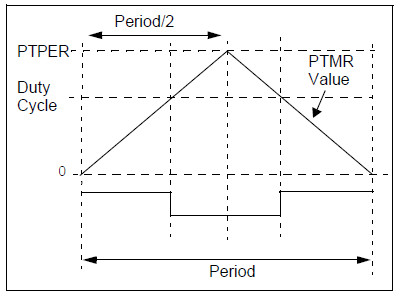 Period/2
PTPER
PTMR
Value
Duty
Cycle
0
Period